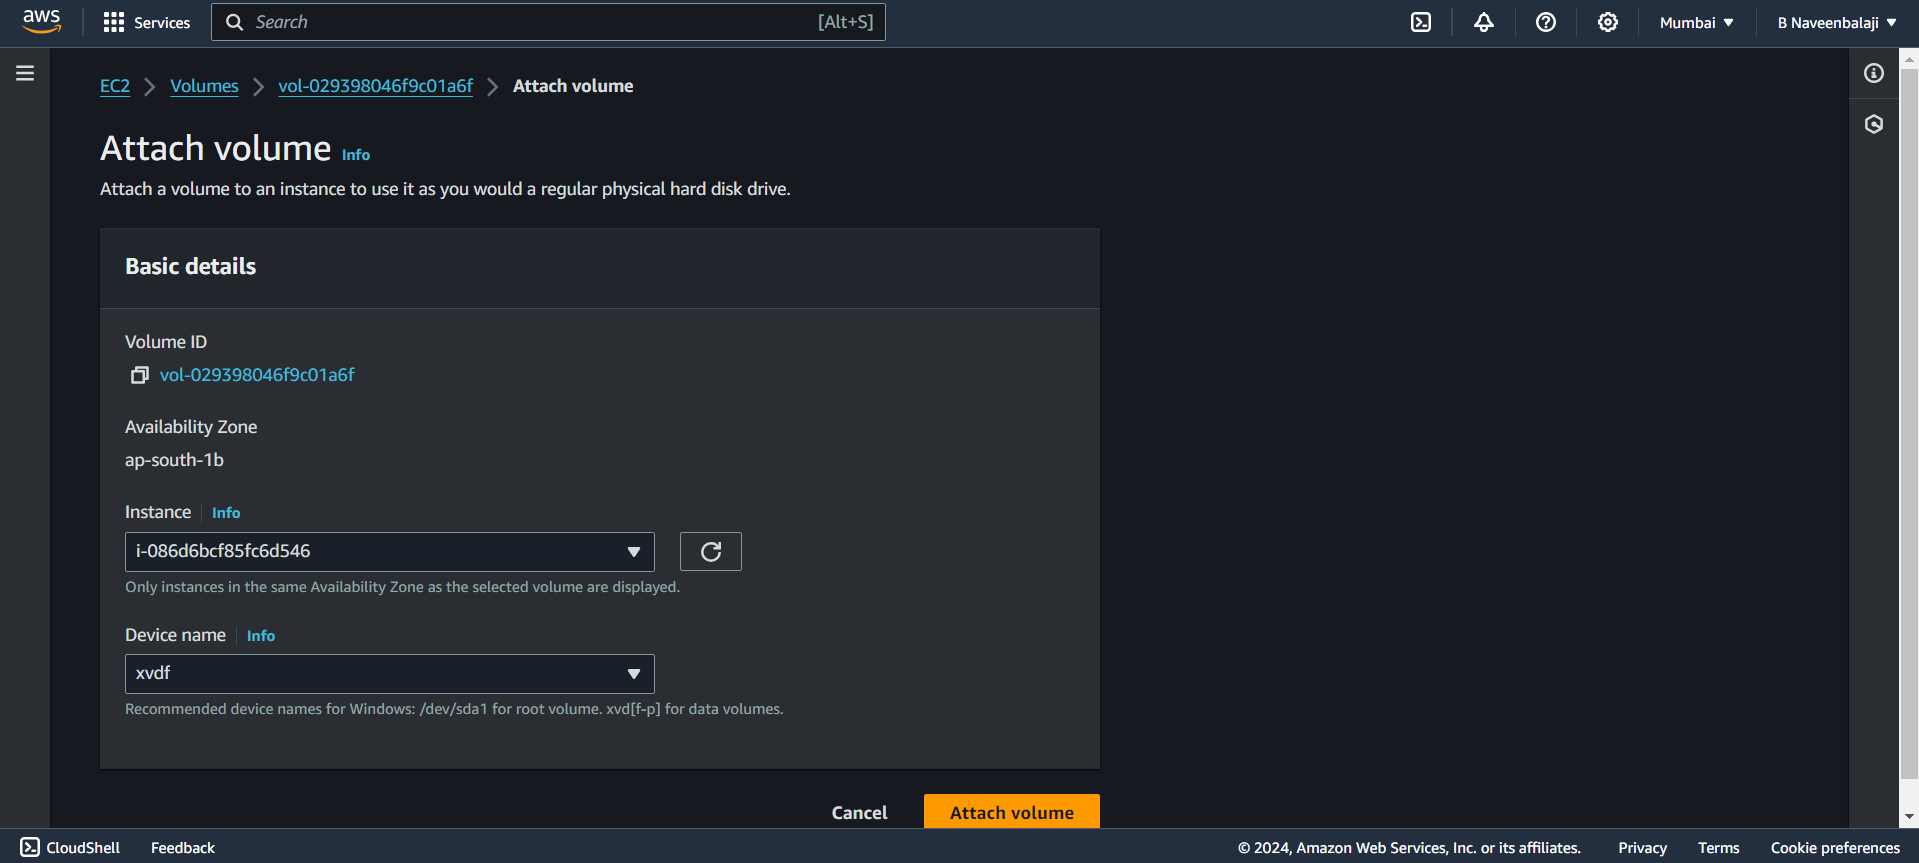 aws Services Search [Alt+S] Mumbai B Naveenbalaji
EC2 Volumes vol-029398046f9c01a6f Attach volume
Attach volume Info
Attach a volume to an instance to use it as you would a regular physical hard disk drive.
Basic details
Volume ID
vol-029398046f9c01a6f
Availability Zone
ap-south-1b
Instance Info
i-086d6bcf85fc6d546
Only instances in the same Availability Zone as the selected volume are displayed.
Device name Info
xvdf
Recommended device names for Windows: /dev/sda1 for root volume. xvd[f-p] for data volumes.
Cancel Attach volume
CloudShell Feedback © 2024, Amazon Web Services, Inc. or its affiliates. Privacy Terms Cookie preferences